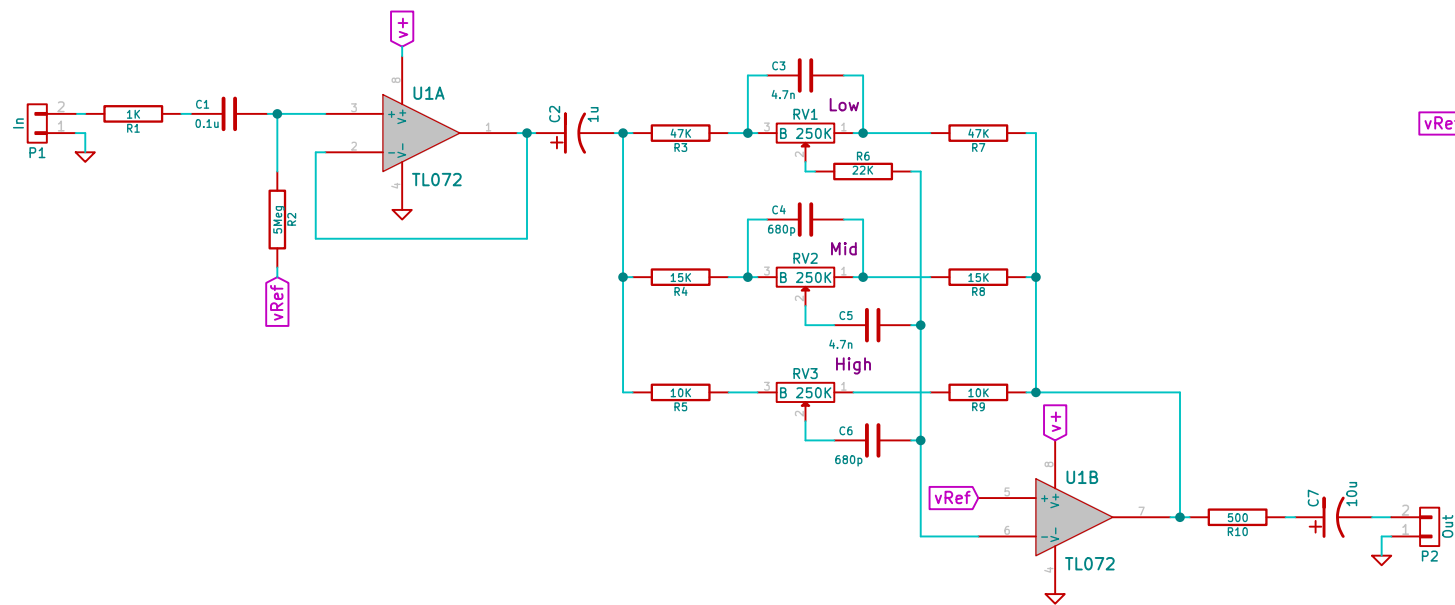 v+
8
U1A
In
2
1
P1
1K
R1
C1
0.1u
3
2
+
V+
-
V-
1
4
TL072
5Meg
R2
vRef
C2
1u
+
47K
R3
C3
4.7n
Low
RV1
3
B 250K
1
2
R6
22K
47K
R7
vRef
C4
680p
Mid
15K
R4
RV2
3
B 250K
1
2
15K
R8
C5
4.7n
High
10K
R5
RV3
3
B 250K
1
2
10K
R9
C6
680p
v+
8
U1B
vRef
5
6
+
V+
-
V-
7
4
TL072
500
R10
C7
10u
+
2
1
P2
Out